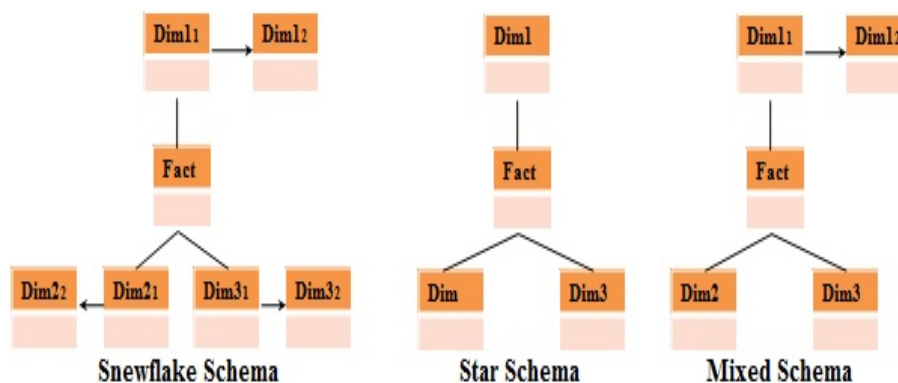 Dim11 Dim12 Dim1 Dim11 Dim12
Fact Fact Fact
Dim22 Dim21 Dim31 Dim32 Dim Dim3 Dim2 Dim3
Snewflake Schema Star Schema Mixed Schema